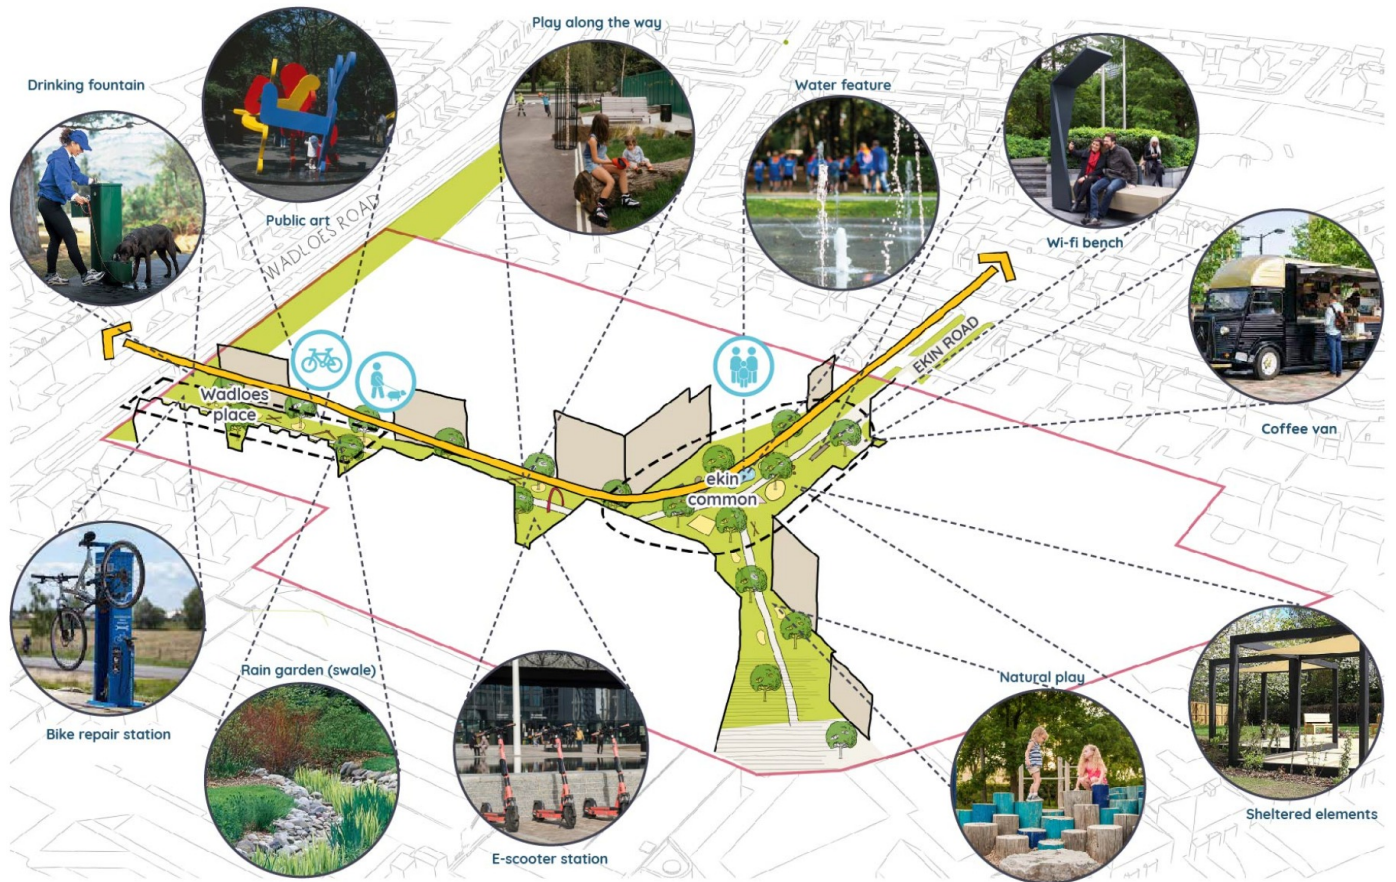 Play along the way
Drinking fountain
Water feature
Public art
WADLOES ROAD
Wi-fi bench
EKIN ROAD
Wadloes
place
Coffee van
ekin
common
Rain garden (swale)
Natural play
Bike repair station
Sheltered elements
E-scooter station